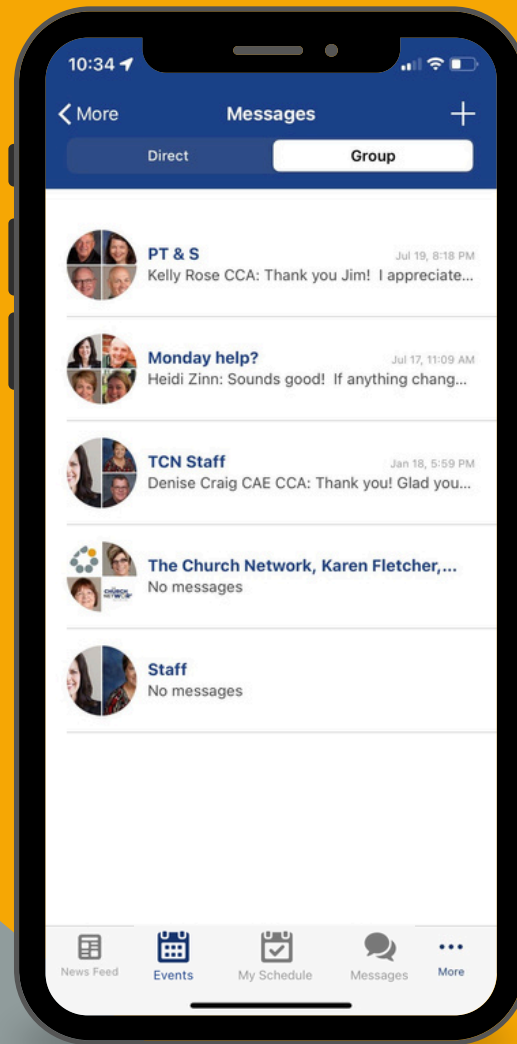 10:34
More
Messages
Direct
Group
PT & S
Jul 19, 8:18 PM
Kelly Rose CCA: Thank you Jim!  I appreciate...
Monday help?
Jul 17, 11:09 AM
Heidi Zinn: Sounds good!  If anything chang...
TCN Staff
Jan 18, 5:59 PM
Denise Craig CAE CCA: Thank you! Glad you...
The Church Network, Karen Fletcher,...
No messages
Staff
No messages
News Feed
Events
My Schedule
Messages
More